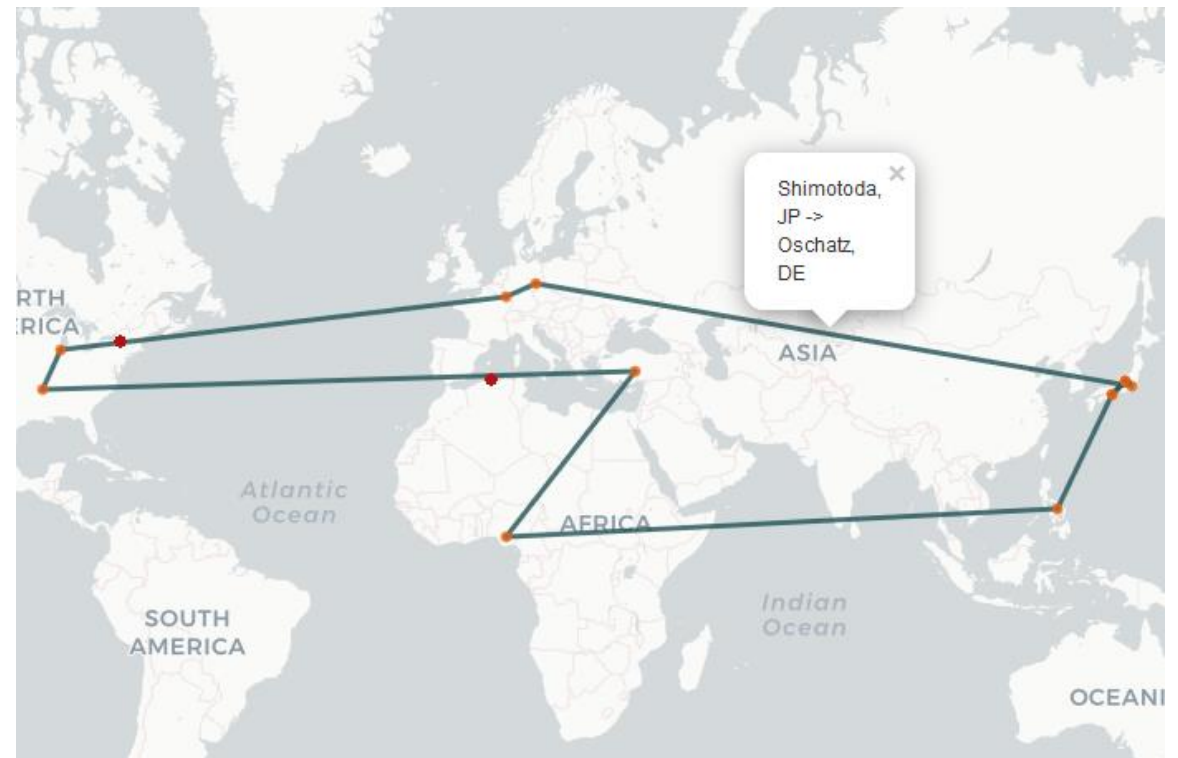 Shimotoda,
JP ->
Oschatz,
DE
×
RTH
ERICA
ASIA
Atlantic
Ocean
AFRICA
Indian
Ocean
SOUTH
AMERICA
OCEANI